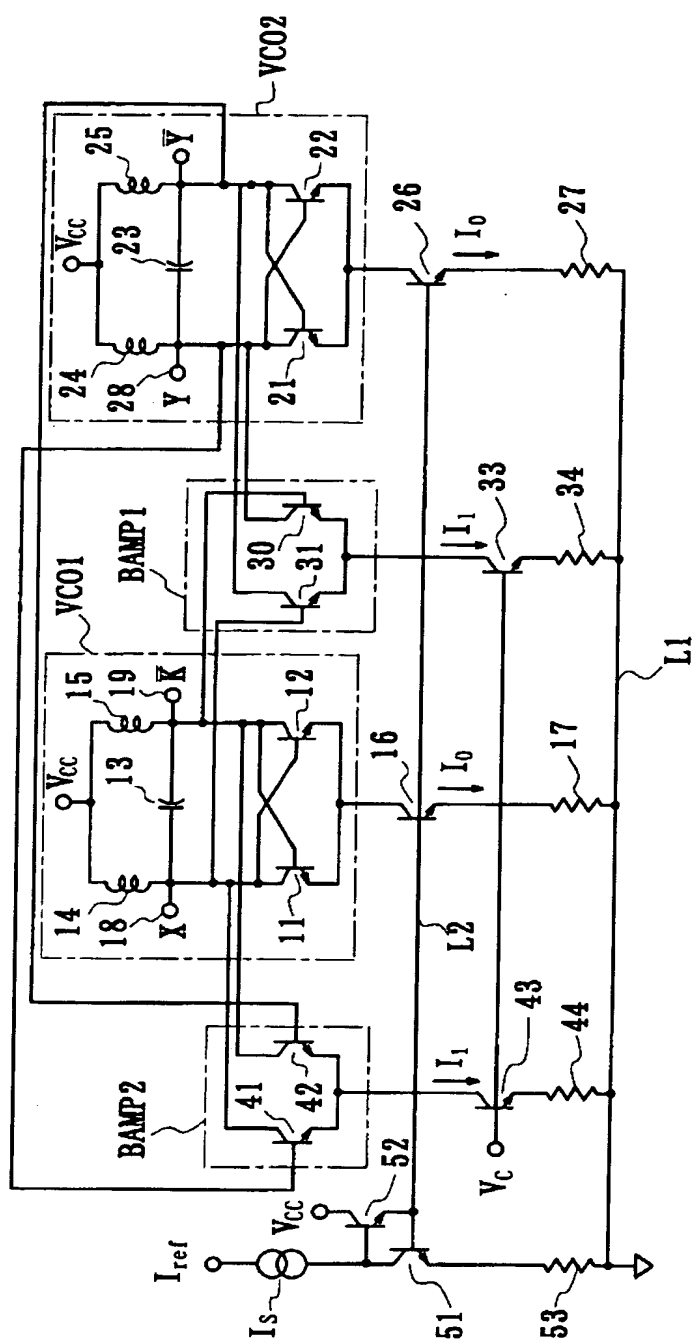 VCO2
VCO1
BAMP1
BAMP2
VCC
25
24
23
Y̅
28
Y
22
21
VCC
15
14
13
19
K̅
18
X
12
11
30
31
41
42
26
I0
27
I1
33
34
16
I0
17
L2
I1
43
44
VC
L1
Iref
IS
VCC
52
51
53